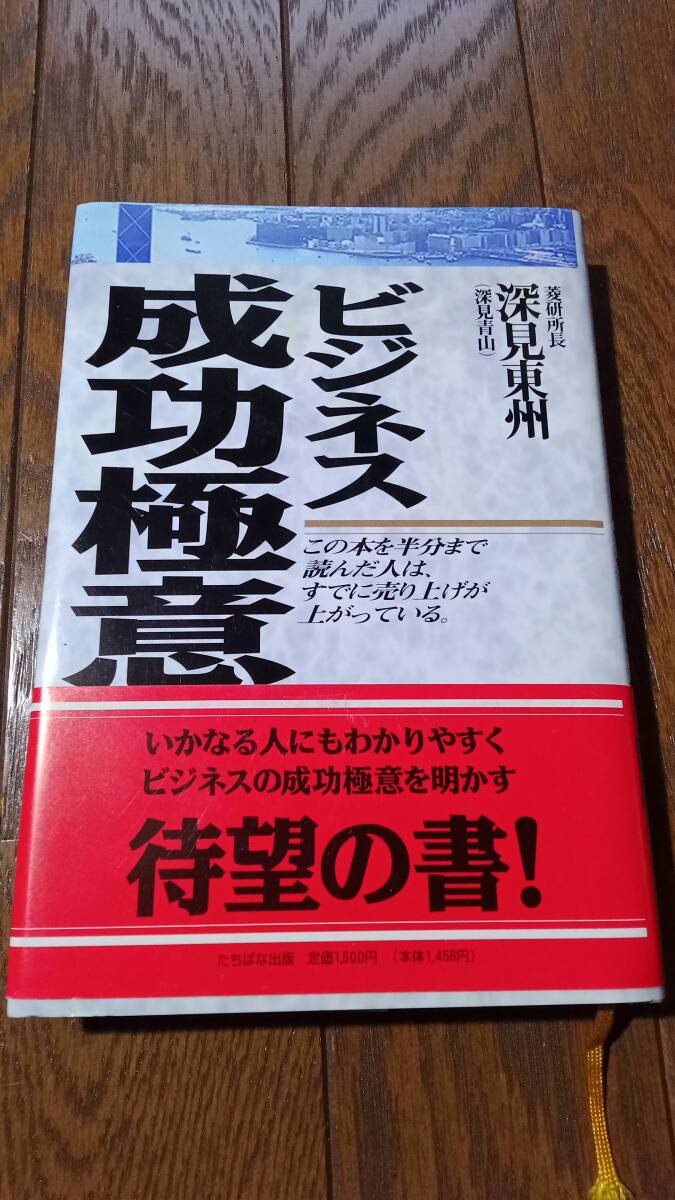 菱研所長
深見東州
（深見青山）
ビジネス
成功極意
この本を半分まで
読んだ人は、
すでに売り上げが
上がっている。
いかなる人にもわかりやすく
ビジネスの成功極意を明かす
待望の書！
たちばな出版 定価1,500円 （本体1,456円）